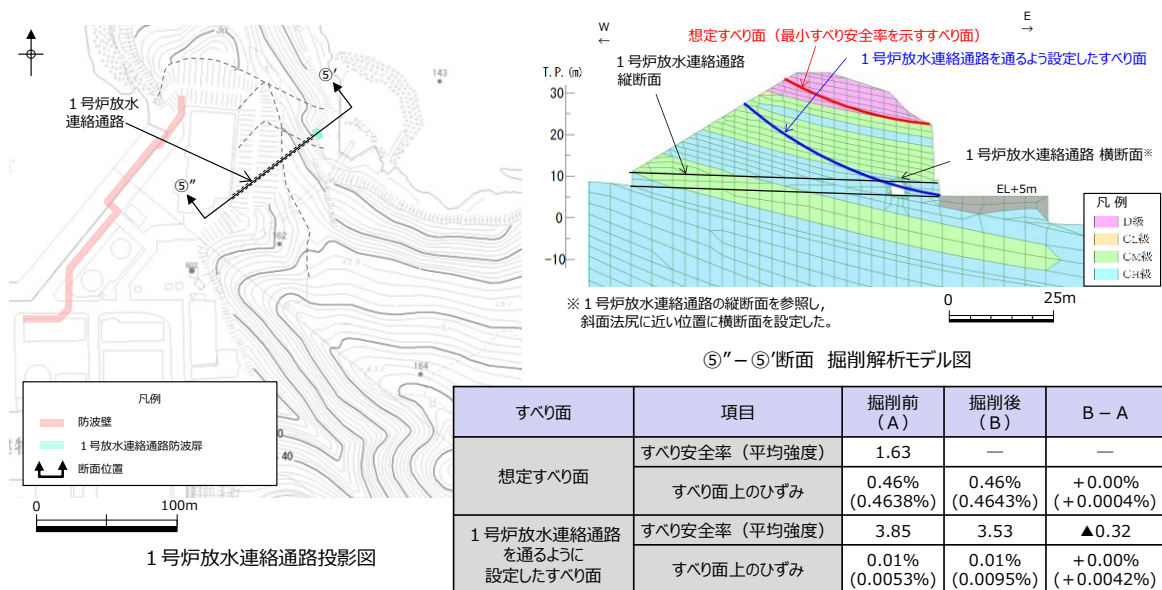 ⑤′
143
30
１号炉放水
連絡通路
⑤″
162
164
40
凡例
防波壁
１号放水連絡通路防波扉
断面位置
0
100m
１号炉放水連絡通路投影図
W
←
E
→
想定すべり面（最小すべり安全率を示すすべり面）
１号炉放水連絡通路を通るよう設定したすべり面
１号炉放水連絡通路
縦断面
T.P.(m)
30
20
10
0
-10
１号炉放水連絡通路 横断面※
EL+5m
凡 例
D級
CL級
CM級
CH級
※１号炉放水連絡通路の縦断面を参照し，
斜面法尻に近い位置に横断面を設定した。
0
25m
⑤″－⑤′断面 掘削解析モデル図
すべり面 項目 掘削前（A） 掘削後（B） B－A
想定すべり面
すべり安全率（平均強度） 1.63 ― ―
すべり面上のひずみ 0.46% 0.46% +0.00%
(0.4638%) (0.4643%) (+0.0004%)
１号炉放水連絡通路
を通るように
設定したすべり面
すべり安全率（平均強度） 3.85 3.53 ▲0.32
すべり面上のひずみ 0.01% 0.01% +0.00%
(0.0053%) (0.0095%) (+0.0042%)